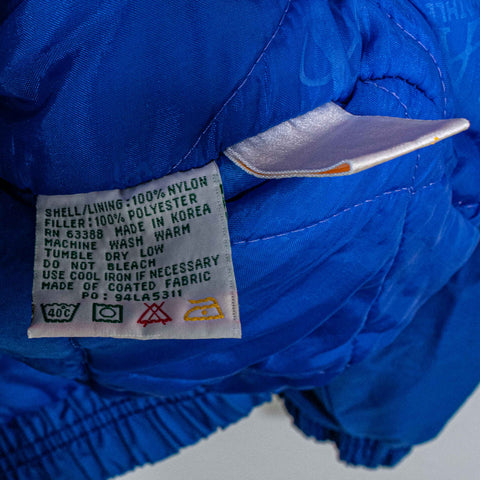 SHELL/LINING:100% NYLON
FILLER:100% POLYESTER
RN 63388 MADE IN KOREA
MACHINE WASH WARM
TUMBLE DRY LOW
DO NOT BLEACH
USE COOL IRON IF NECESSARY
MADE OF COATED FABRIC
PO: 94LA5311
40C